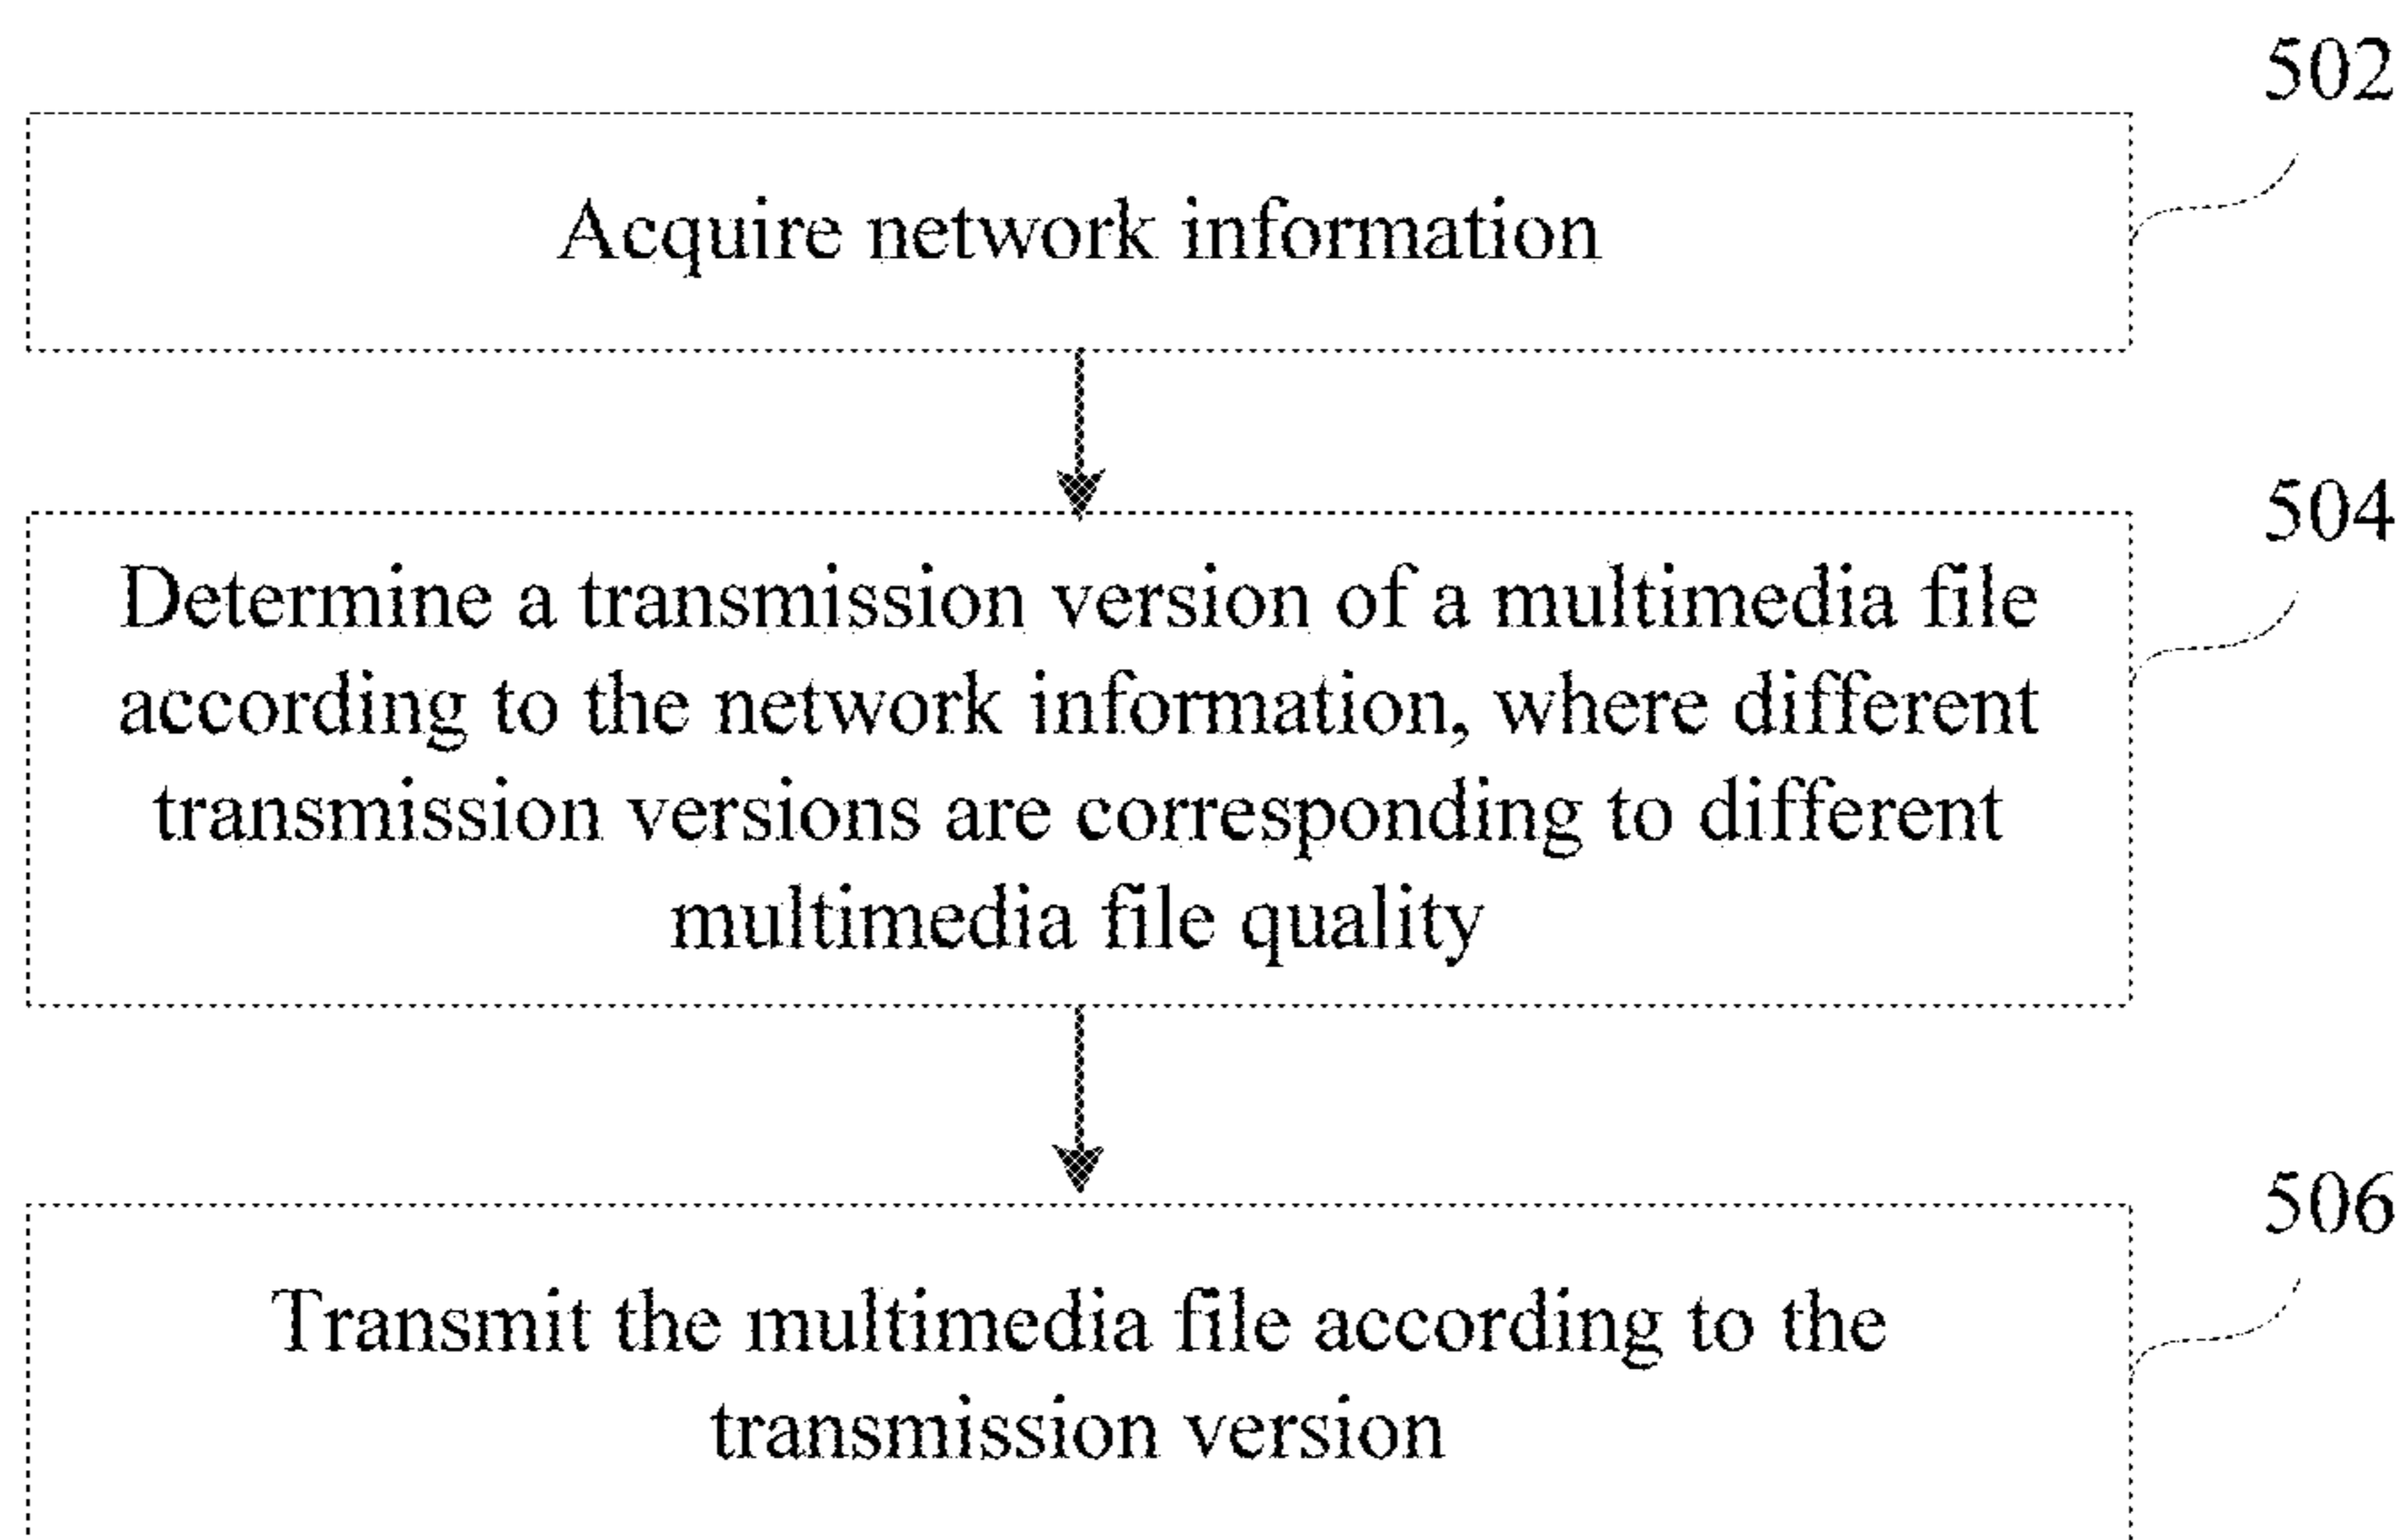 502
Acquire network information
504
Determine a transmission version of a multimedia file
according to the network information, where different
transmission versions are corresponding to different
multimedia file quality
506
Transmit the multimedia file according to the
transmission version